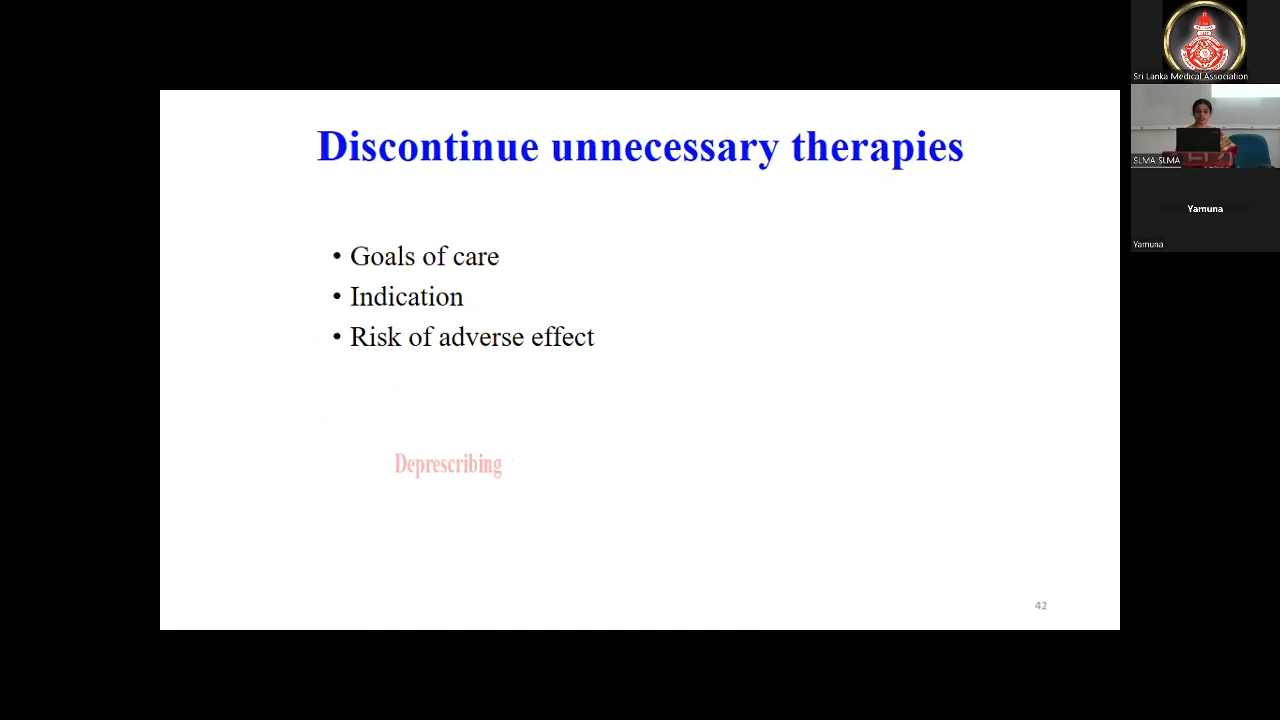 Discontinue unnecessary therapies
• Goals of care
• Indication
• Risk of adverse effect
Deprescribing
42
Sri Lanka Medical Association
SLMA SLMA
Yamuna
Yamuna